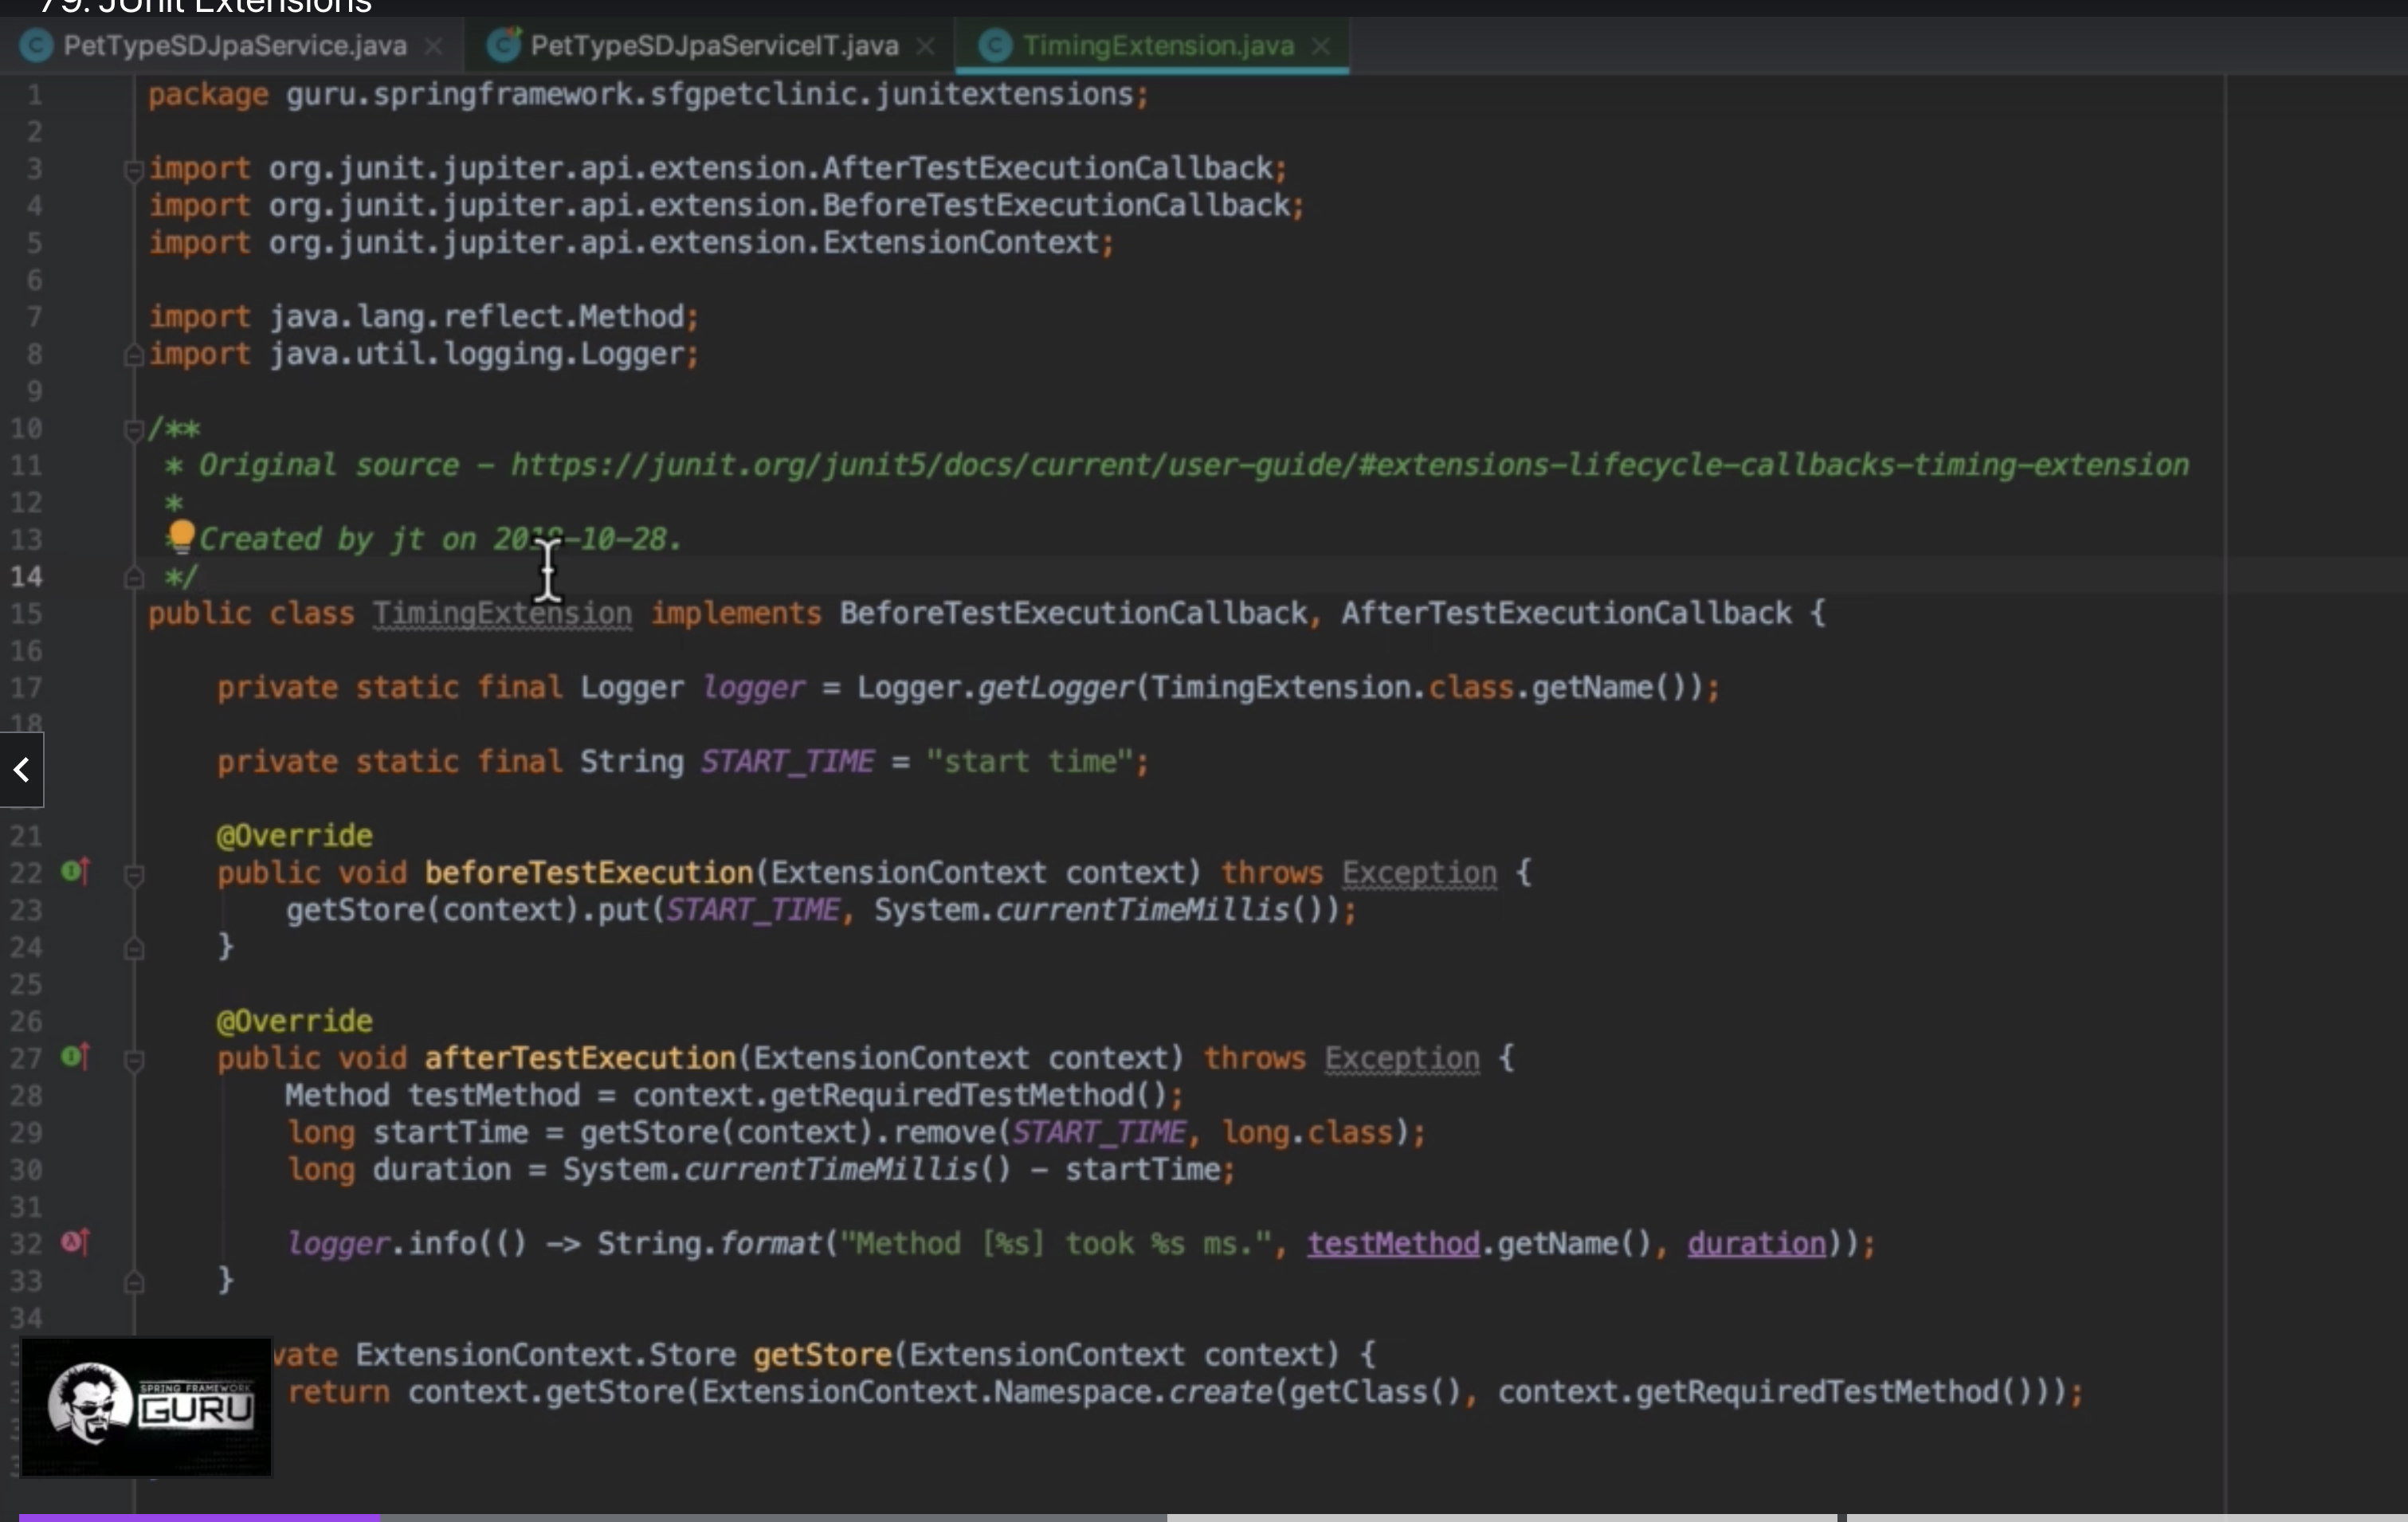 79. JUnit Extensions
PetTypeSDJpaService.java
PetTypeSDJpaServiceIT.java
TimingExtension.java
1 package guru.springframework.sfgpetclinic.junitextensions;
2
3 import org.junit.jupiter.api.extension.AfterTestExecutionCallback;
4 import org.junit.jupiter.api.extension.BeforeTestExecutionCallback;
5 import org.junit.jupiter.api.extension.ExtensionContext;
6
7 import java.lang.reflect.Method;
8 import java.util.logging.Logger;
9
10 /**
11 * Original source - https://junit.org/junit5/docs/current/user-guide/#extensions-lifecycle-callbacks-timing-extension
12 *
13 * Created by jt on 2018-10-28.
14 */
15 public class TimingExtension implements BeforeTestExecutionCallback, AfterTestExecutionCallback {
16
17 private static final Logger logger = Logger.getLogger(TimingExtension.class.getName());
18
private static final String START_TIME = "start time";
21 @Override
22 public void beforeTestExecution(ExtensionContext context) throws Exception {
23 getStore(context).put(START_TIME, System.currentTimeMillis());
24 }
25
26 @Override
27 public void afterTestExecution(ExtensionContext context) throws Exception {
28 Method testMethod = context.getRequiredTestMethod();
29 long startTime = getStore(context).remove(START_TIME, long.class);
30 long duration = System.currentTimeMillis() - startTime;
31
32 logger.info(() -> String.format("Method [%s] took %s ms.", testMethod.getName(), duration));
33 }
34
vate ExtensionContext.Store getStore(ExtensionContext context) {
return context.getStore(ExtensionContext.Namespace.create(getClass(), context.getRequiredTestMethod()));
SPRING FRAMEWORK
GURU